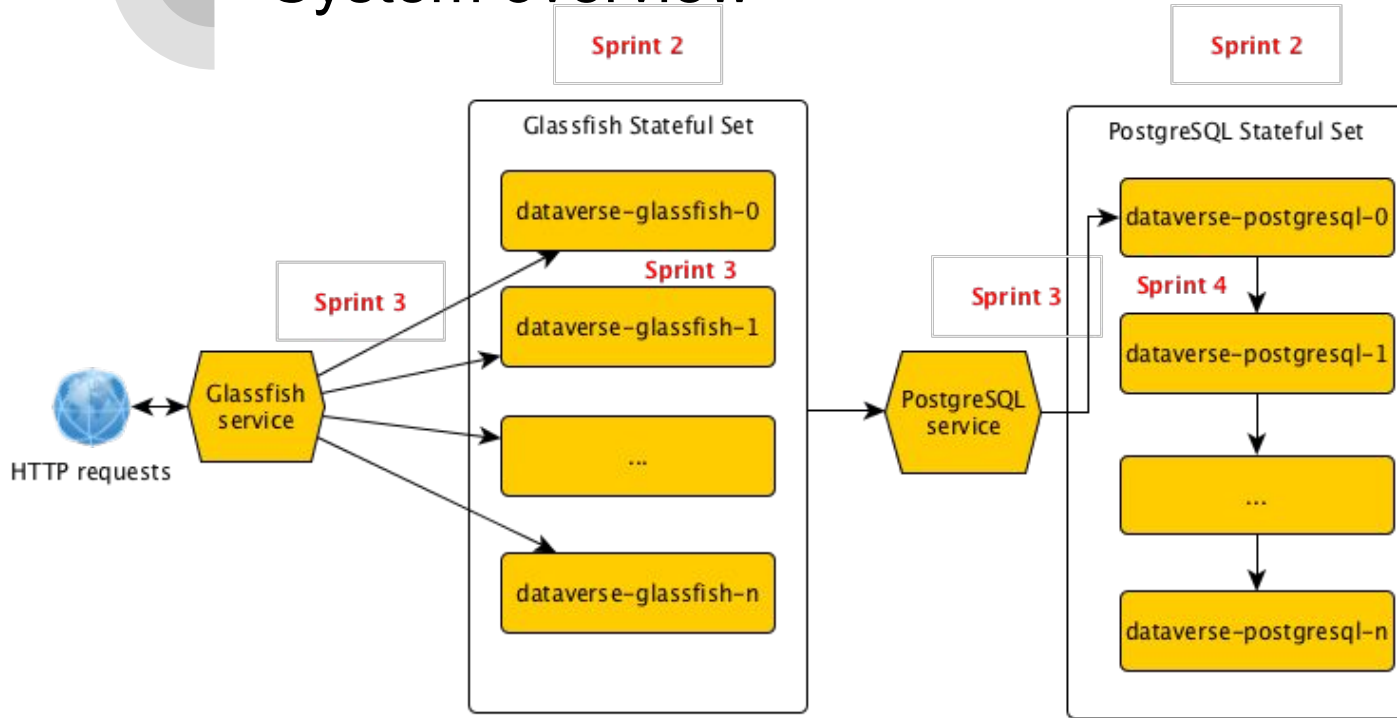 System overview
Sprint 2
Sprint 2
Glassfish Stateful Set
PostgreSQL Stateful Set
dataverse-glassfish-0
dataverse-postgresql-0
Sprint 3
Sprint 3
dataverse-glassfish-1
Sprint 3
Sprint 4
dataverse-postgresql-1
Glassfish
service
PostgreSQL
service
HTTP requests
...
...
dataverse-glassfish-n
dataverse-postgresql-n